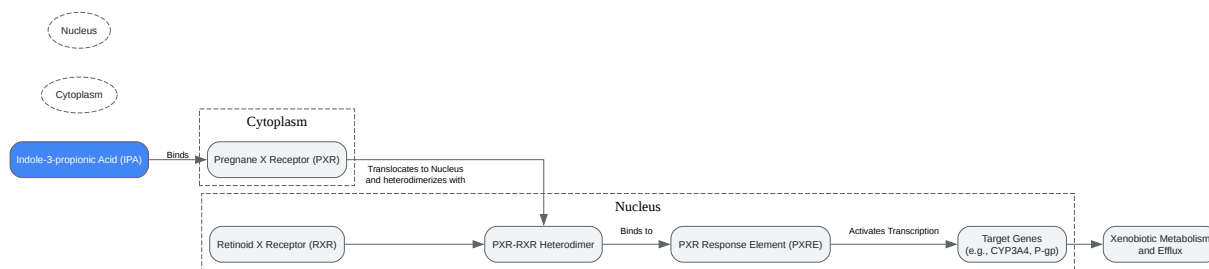 Nucleus
Cytoplasm
Cytoplasm
Indole-3-propionic Acid (IPA)
Binds
Pregnane X Receptor (PXR)
Translocates to Nucleus
and heterodimerizes with
Nucleus
Retinoid X Receptor (RXR)
PXR-RXR Heterodimer
Binds to
PXR Response Element (PXRE)
Activates Transcription
Target Genes
(e.g., CYP3A4, P-gp)
Xenobiotic Metabolism
and Efflux